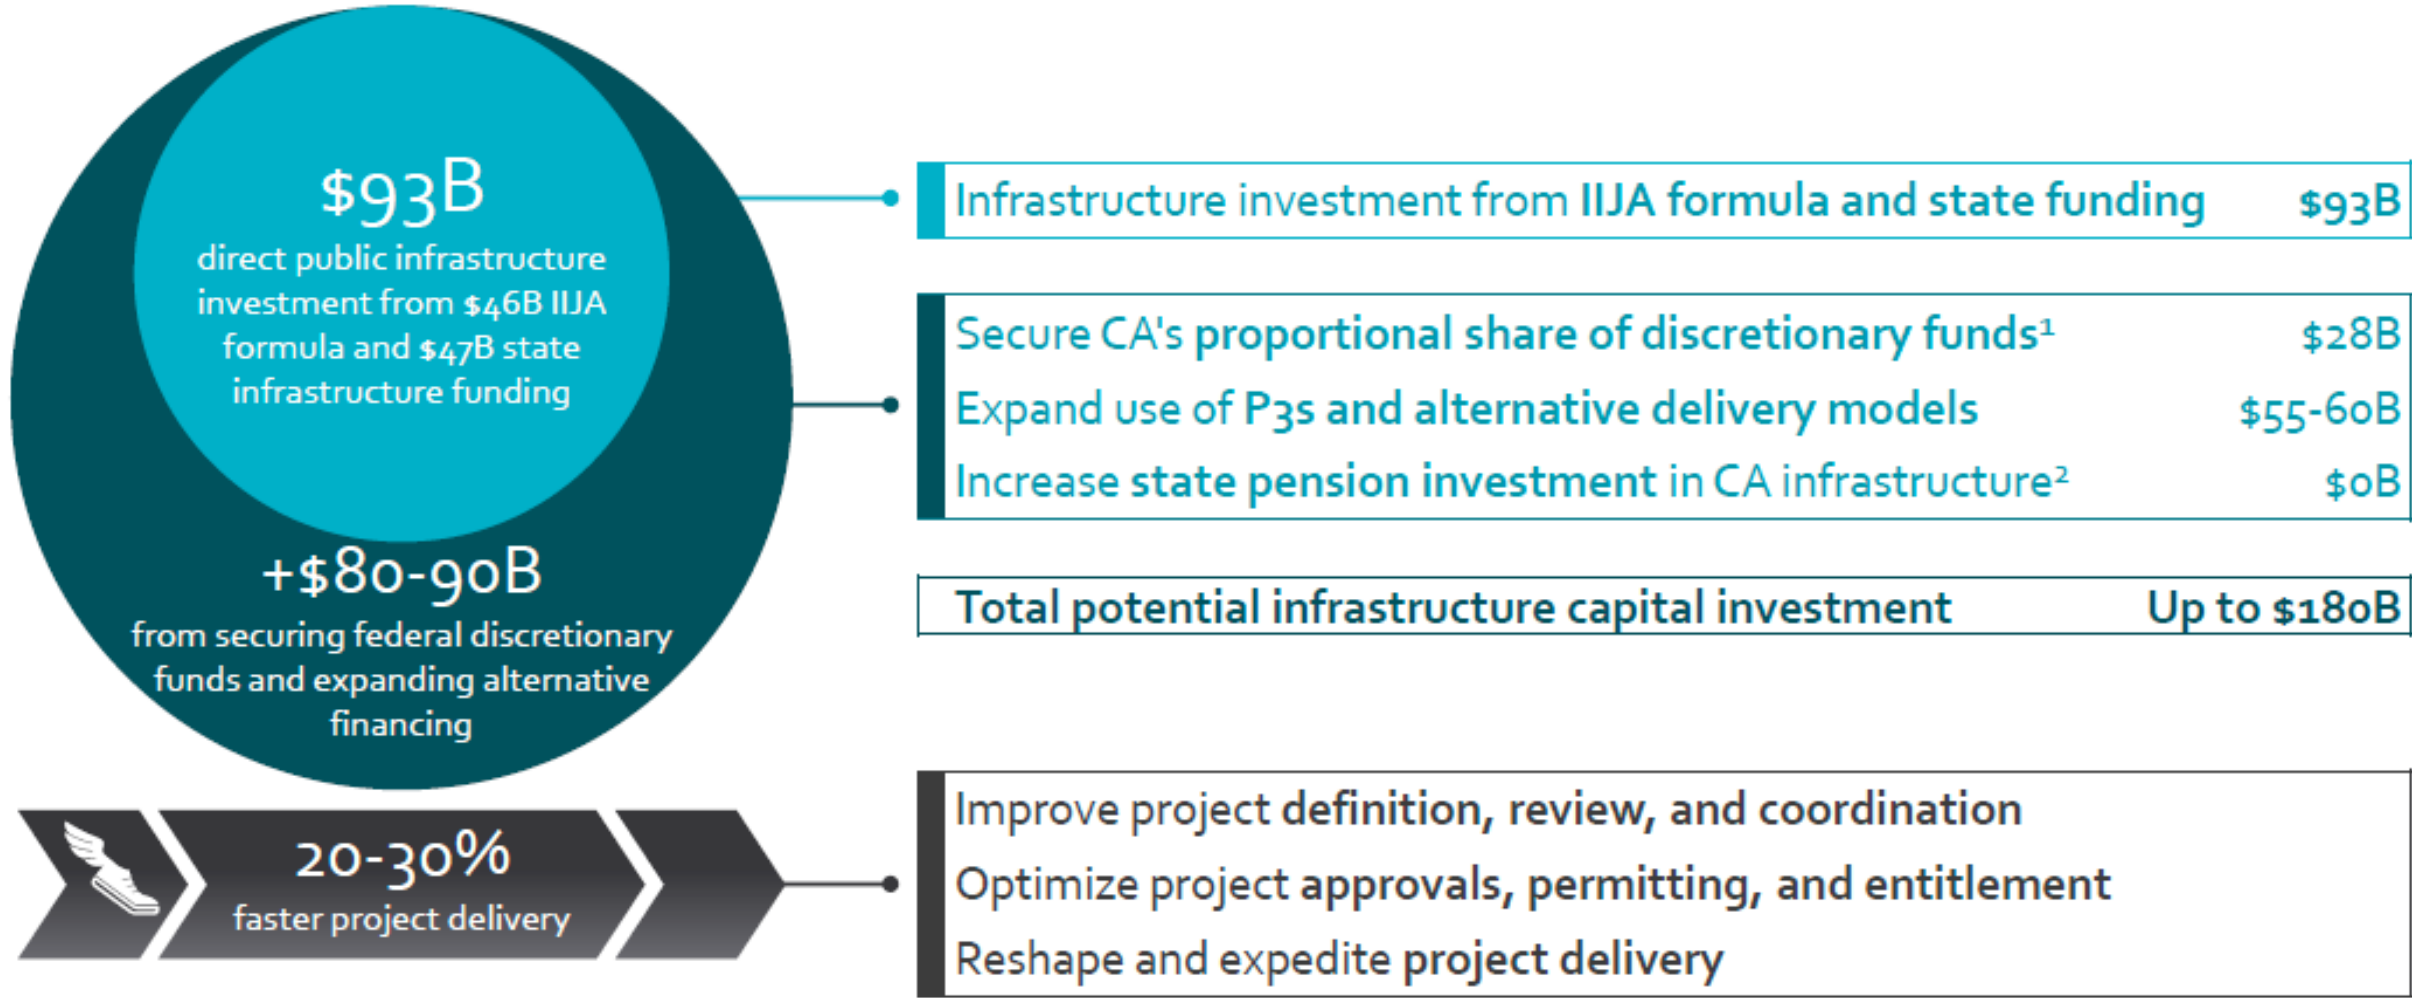 $93B
direct public infrastructure
investment from $46B IIJA
formula and $47B state
infrastructure funding
+$80-90B
from securing federal discretionary
funds and expanding alternative
financing
20-30%
faster project delivery
Infrastructure investment from IIJA formula and state funding $93B
Secure CA's proportional share of discretionary funds¹ $28B
Expand use of P3s and alternative delivery models $55-60B
Increase state pension investment in CA infrastructure² $0B
Total potential infrastructure capital investment Up to $180B
Improve project definition, review, and coordination
Optimize project approvals, permitting, and entitlement
Reshape and expedite project delivery